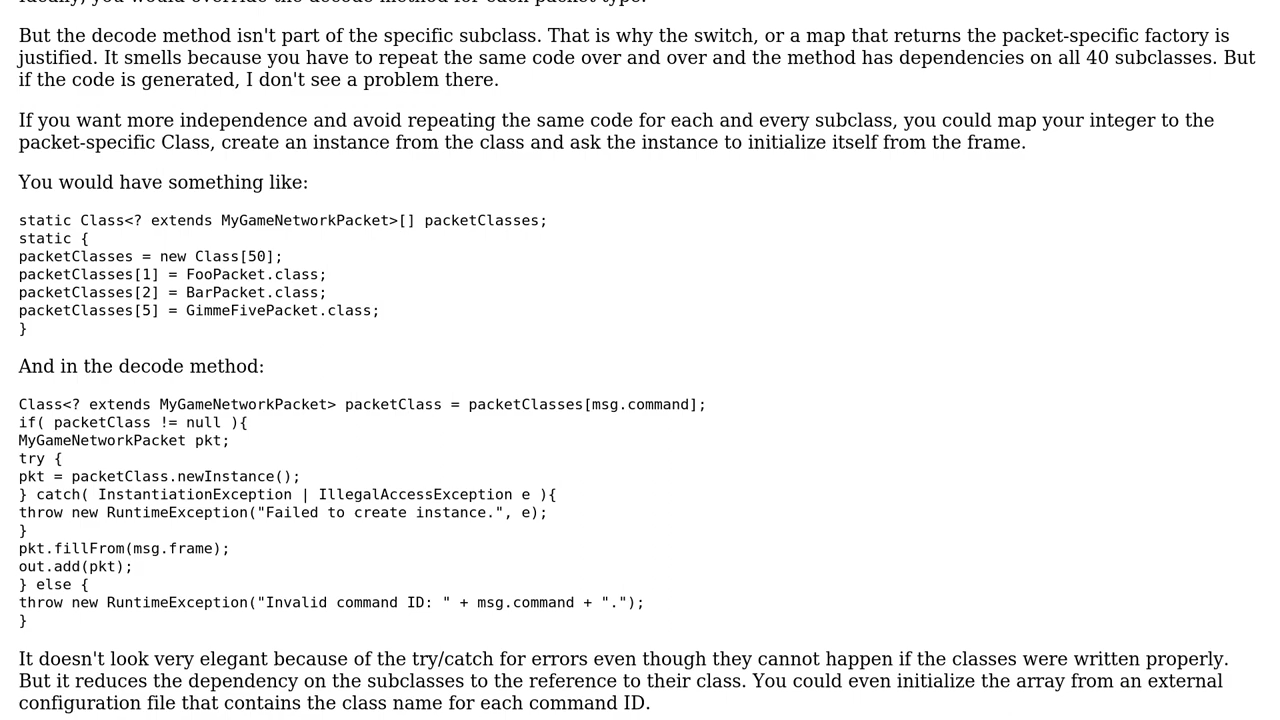 ideally, you would override the decode method for each packet type.
But the decode method isn't part of the specific subclass. That is why the switch, or a map that returns the packet-specific factory is
justified. It smells because you have to repeat the same code over and over and the method has dependencies on all 40 subclasses. But
if the code is generated, I don't see a problem there.
If you want more independence and avoid repeating the same code for each and every subclass, you could map your integer to the
packet-specific Class, create an instance from the class and ask the instance to initialize itself from the frame.
You would have something like:
static Class<? extends MyGameNetworkPacket>[] packetClasses;
static {
packetClasses = new Class[50];
packetClasses[1] = FooPacket.class;
packetClasses[2] = BarPacket.class;
packetClasses[5] = GimmeFivePacket.class;
}
And in the decode method:
Class<? extends MyGameNetworkPacket> packetClass = packetClasses[msg.command];
if( packetClass != null ){
MyGameNetworkPacket pkt;
try {
pkt = packetClass.newInstance();
} catch( InstantiationException | IllegalAccessException e ){
throw new RuntimeException("Failed to create instance.", e);
}
pkt.fillFrom(msg.frame);
out.add(pkt);
} else {
throw new RuntimeException("Invalid command ID: " + msg.command + ".");
}
It doesn't look very elegant because of the try/catch for errors even though they cannot happen if the classes were written properly.
But it reduces the dependency on the subclasses to the reference to their class. You could even initialize the array from an external
configuration file that contains the class name for each command ID.